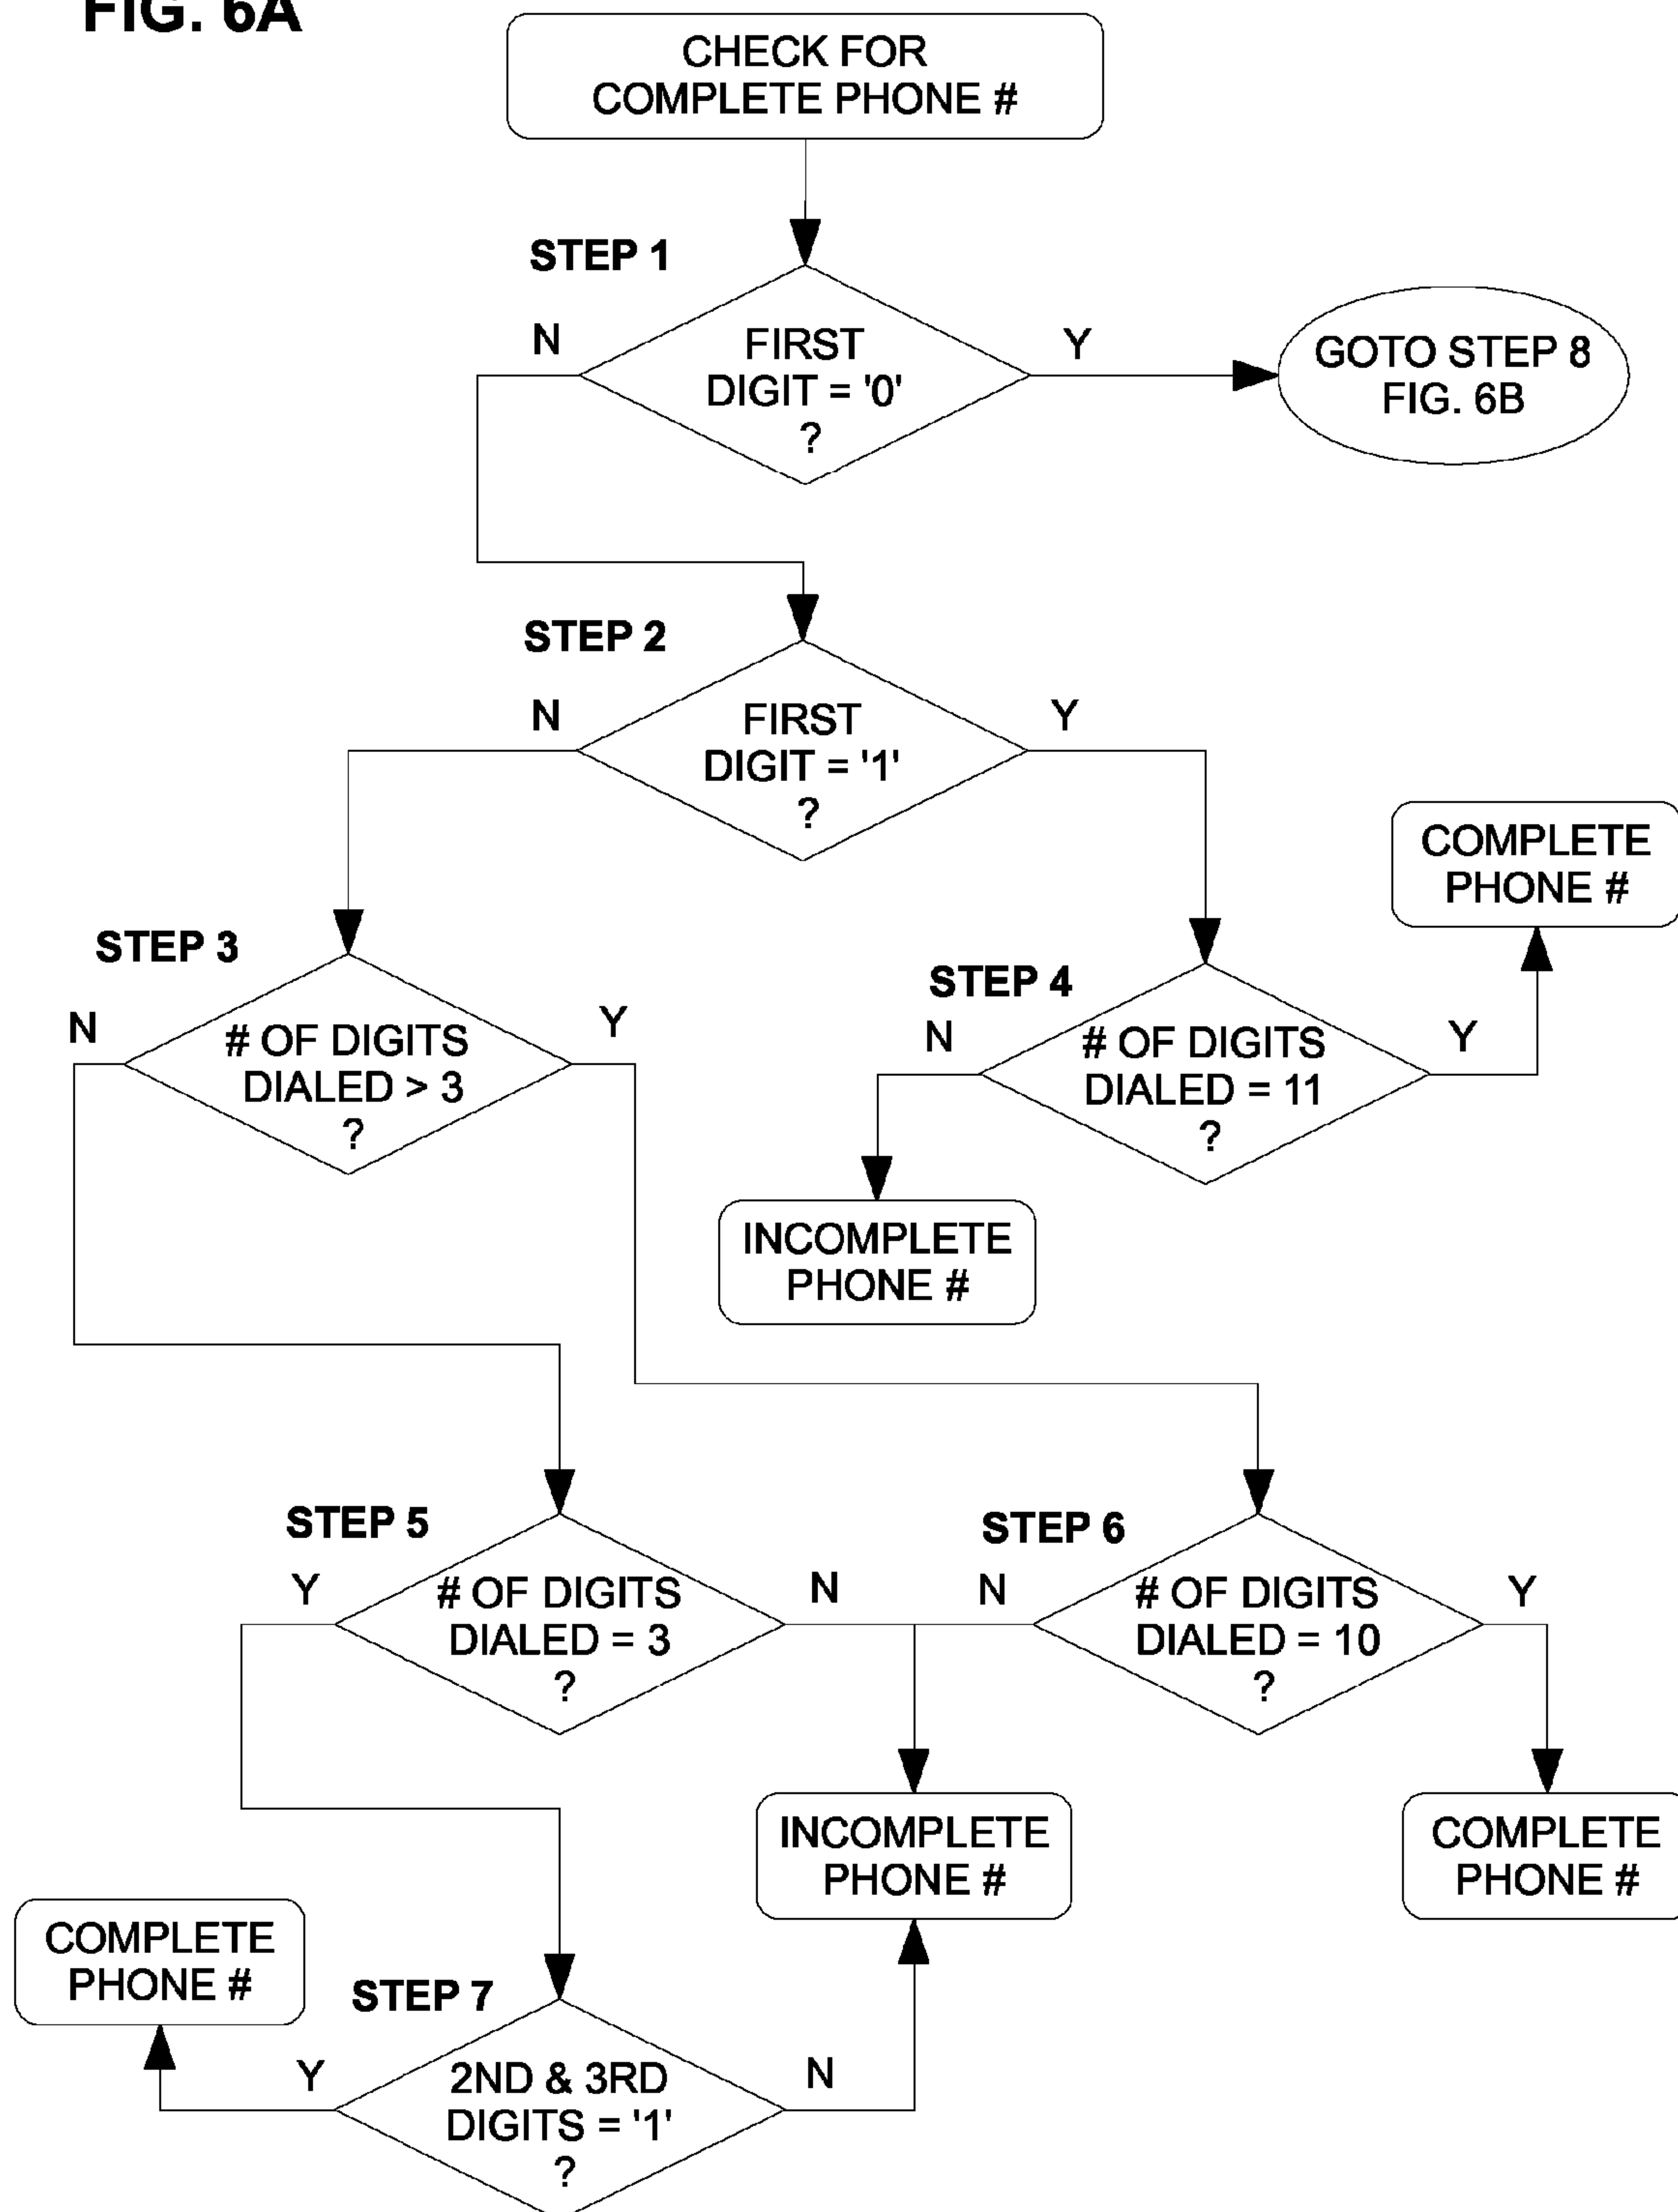 FIG. 6A
CHECK FOR
COMPLETE PHONE #
STEP 1
N
FIRST
DIGIT = '0'
?
Y
GOTO STEP 8
FIG. 6B
STEP 2
N
FIRST
DIGIT = '1'
?
Y
COMPLETE
PHONE #
STEP 3
N
# OF DIGITS
DIALED > 3
?
Y
STEP 4
N
# OF DIGITS
DIALED = 11
?
Y
INCOMPLETE
PHONE #
STEP 5
Y
# OF DIGITS
DIALED = 3
?
N
STEP 6
N
# OF DIGITS
DIALED = 10
?
Y
INCOMPLETE
PHONE #
COMPLETE
PHONE #
COMPLETE
PHONE #
STEP 7
Y
2ND & 3RD
DIGITS = '1'
?
N